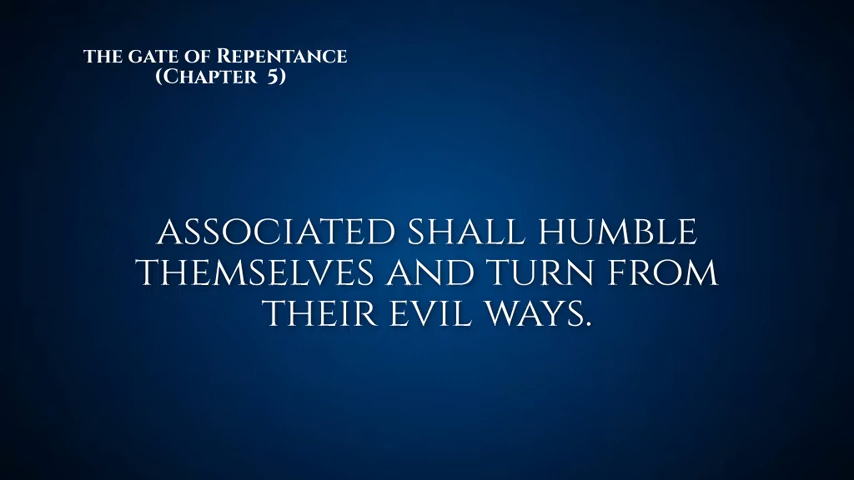 THE GATE OF REPENTANCE
(CHAPTER 5)
ASSOCIATED SHALL HUMBLE
THEMSELVES AND TURN FROM
THEIR EVIL WAYS.